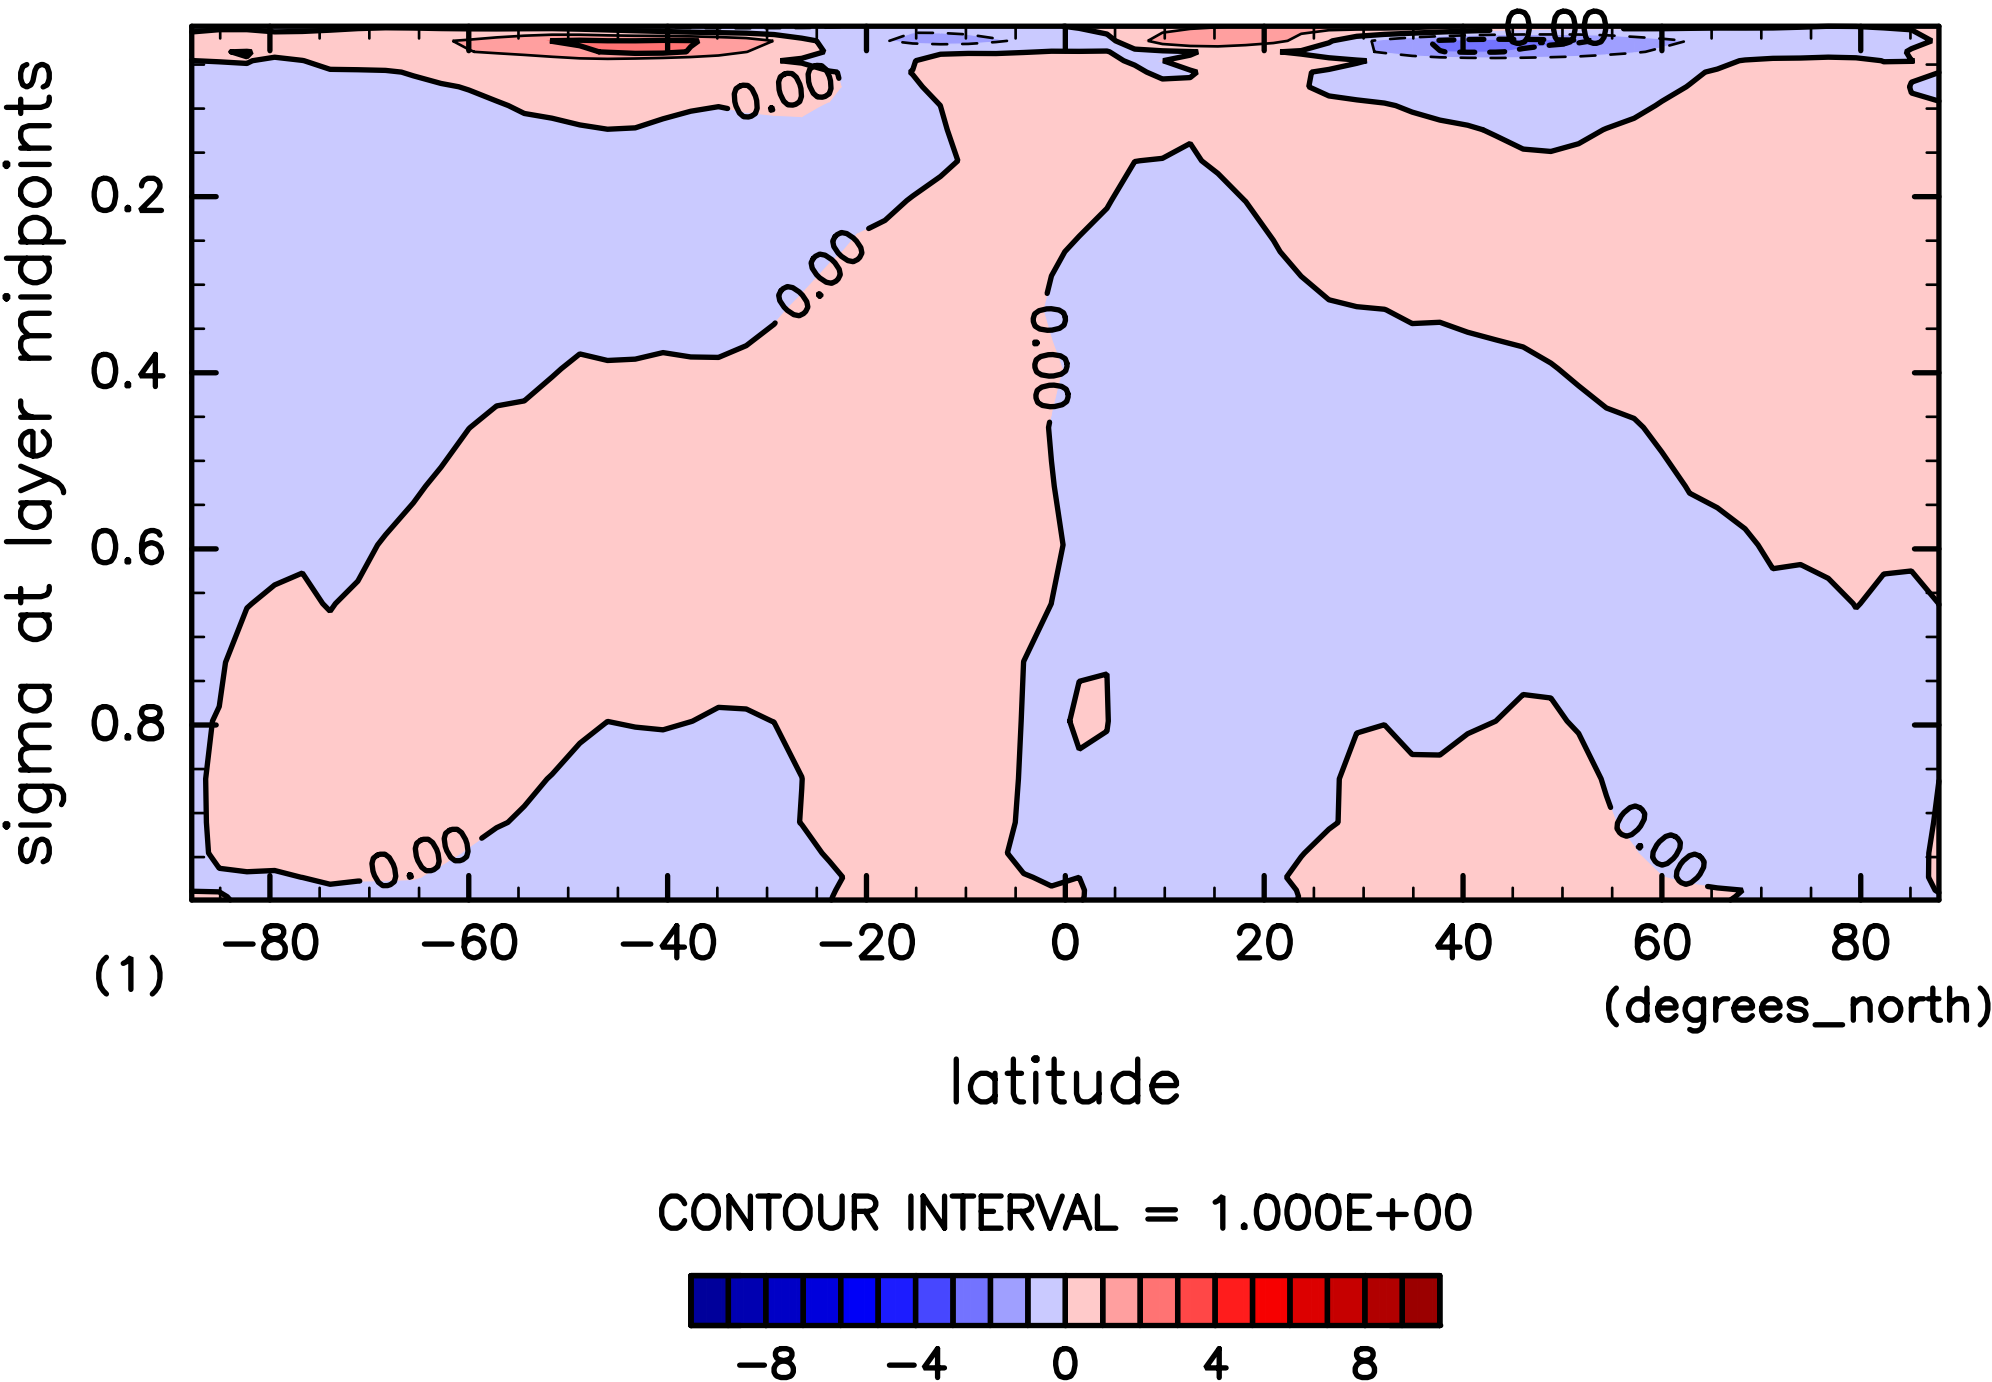 0.00
0.00
0.00
0.00
0.00
0.00
sigma at layer midpoints
0.2
0.4
0.6
0.8
−80 −60 −40 −20 0 20 40 60 80
(1)
(degrees_north)
latitude
CONTOUR INTERVAL = 1.000E+00
−8 −4 0 4 8